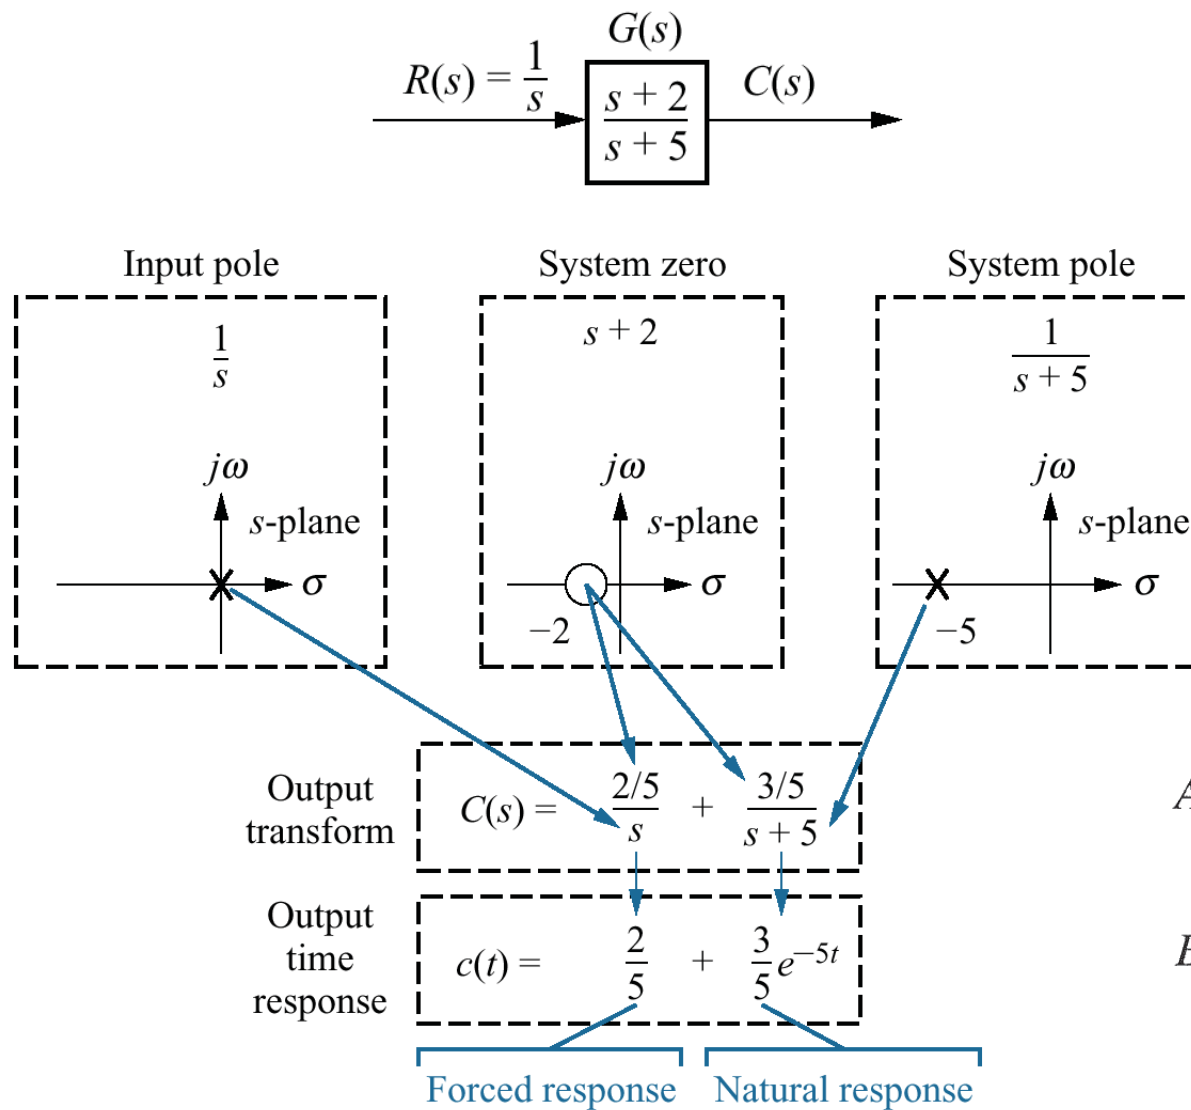 G(s)
R(s) = 1/s
(s + 2)/(s + 5)
C(s)
Input pole
System zero
System pole
1/s
s + 2
1/(s + 5)
jω
jω
jω
s-plane
s-plane
s-plane
σ
σ
σ
−2
−5
Output
transform
C(s) = (2/5)/s + (3/5)/(s + 5)
A
Output
time
response
c(t) = 2/5 + 3/5 e^−5t
Forced response
Natural response